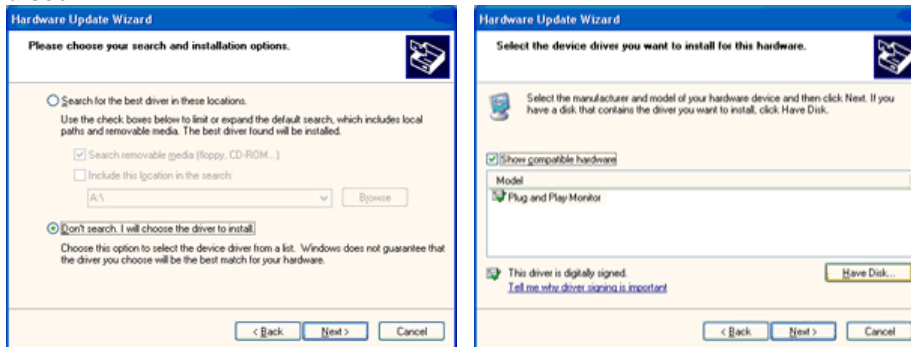 Hardware Update Wizard
Please choose your search and installation options.
Search for the best driver in these locations.
Use the check boxes below to limit or expand the default search, which includes local
paths and removable media. The best driver found will be installed.
Search removable media (floppy, CD-ROM...)
Include this location in the search:
A:\
Browse
Don't search. I will choose the driver to install.
Choose this option to select the device driver from a list. Windows does not guarantee that
the driver you choose will be the best match for your hardware.
< Back
Next >
Cancel
Hardware Update Wizard
Select the device driver you want to install for this hardware.
Select the manufacturer and model of your hardware device and then click Next. If you
have a disk that contains the driver you want to install, click Have Disk.
Show compatible hardware
Model
Plug and Play Monitor
This driver is digitally signed.
Tell me why driver signing is important
Have Disk...
< Back
Next >
Cancel